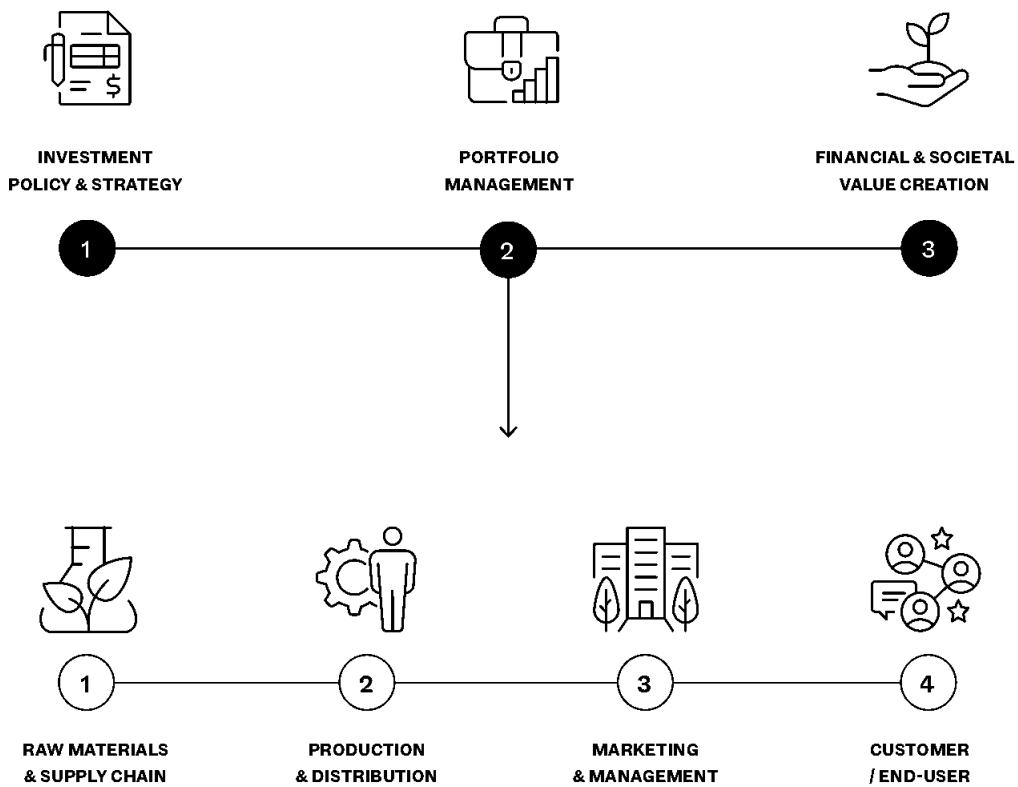 $
INVESTMENT
POLICY & STRATEGY
PORTFOLIO
MANAGEMENT
FINANCIAL & SOCIETAL
VALUE CREATION
1
2
3
1
2
3
4
RAW MATERIALS
& SUPPLY CHAIN
PRODUCTION
& DISTRIBUTION
MARKETING
& MANAGEMENT
CUSTOMER
/ END-USER